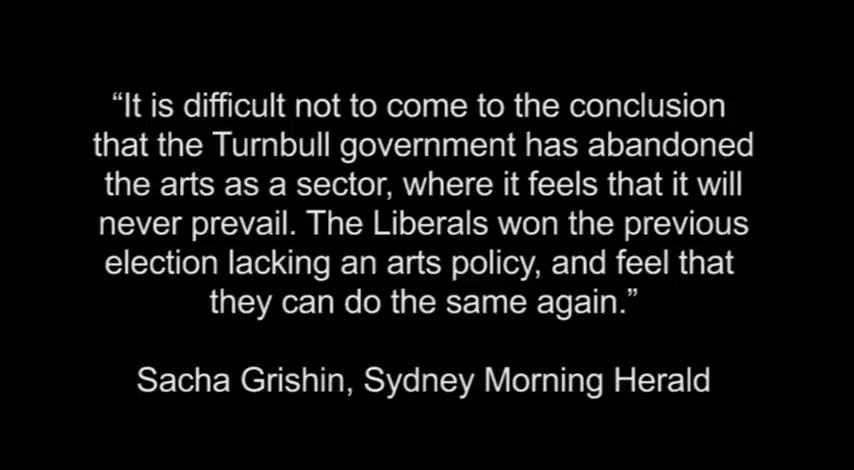 “It is difficult not to come to the conclusion
that the Turnbull government has abandoned
the arts as a sector, where it feels that it will
never prevail. The Liberals won the previous
election lacking an arts policy, and feel that
they can do the same again.”
Sacha Grishin, Sydney Morning Herald